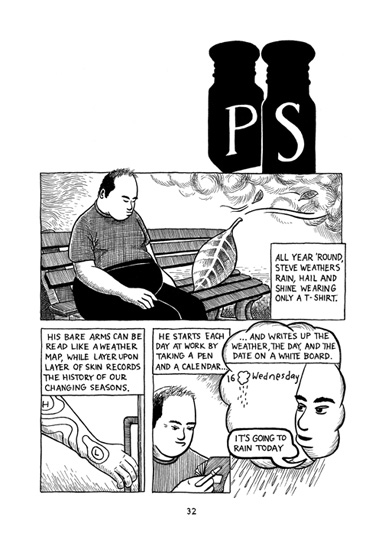 P S
ALL YEAR 'ROUND,
STEVE WEATHERS
RAIN, HAIL AND
SHINE WEARING
ONLY A T-SHIRT.
HIS BARE ARMS CAN BE
READ LIKE A WEATHER
MAP, WHILE LAYER UPON
LAYER OF SKIN RECORDS
THE HISTORY OF OUR
CHANGING SEASONS.
H
L
HE STARTS EACH
DAY AT WORK BY
TAKING A PEN
AND A CALENDAR...
... AND WRITES UP THE
WEATHER, THE DAY, AND THE
DATE ON A WHITE BOARD.
16 Wednesday
IT'S GOING TO
RAIN TODAY
32